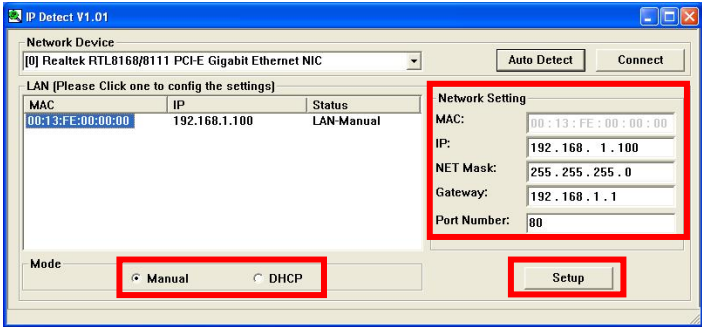 IP Detect V1.01
Network Device
[0] Realtek RTL8168/8111 PCI-E Gigabit Ethernet NIC
Auto Detect
Connect
LAN (Please Click one to config the settings)
MAC IP Status
00:13:FE:00:00:00 192.168.1.100 LAN-Manual
Network Setting
MAC: 00 : 13 : FE : 00 : 00 : 00
IP: 192 . 168 . 1 . 100
NET Mask: 255 . 255 . 255 . 0
Gateway: 192 . 168 . 1 . 1
Port Number: 80
Mode
Manual DHCP
Setup